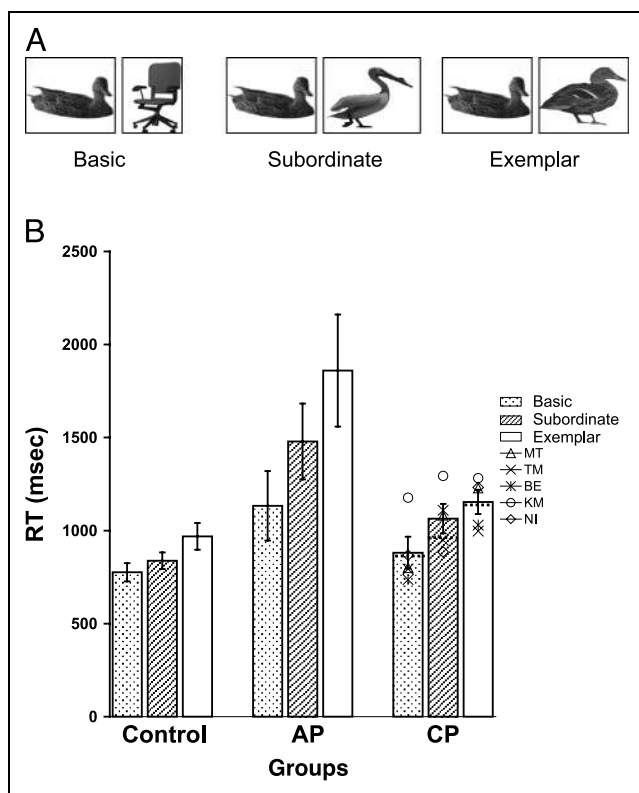 A
Basic
Subordinate
Exemplar
B
2500
2000
1500
1000
500
0
RT (msec)
Control
AP
CP
Groups
Basic
Subordinate
Exemplar
MT
TM
BE
KM
NI